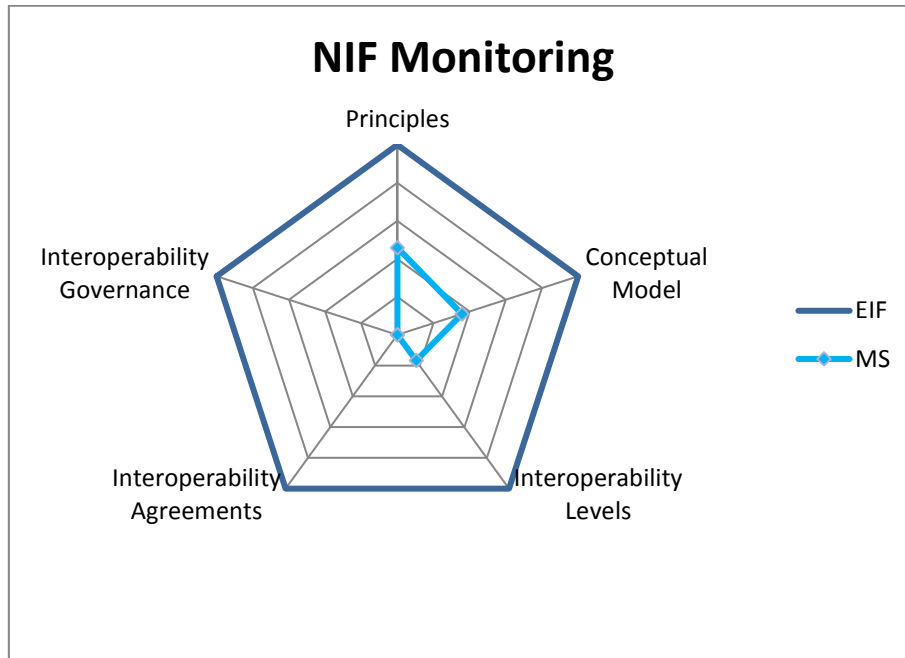 NIF Monitoring
Principles
Interoperability
Governance
Conceptual
Model
EIF
MS
Interoperability
Agreements
Interoperability
Levels